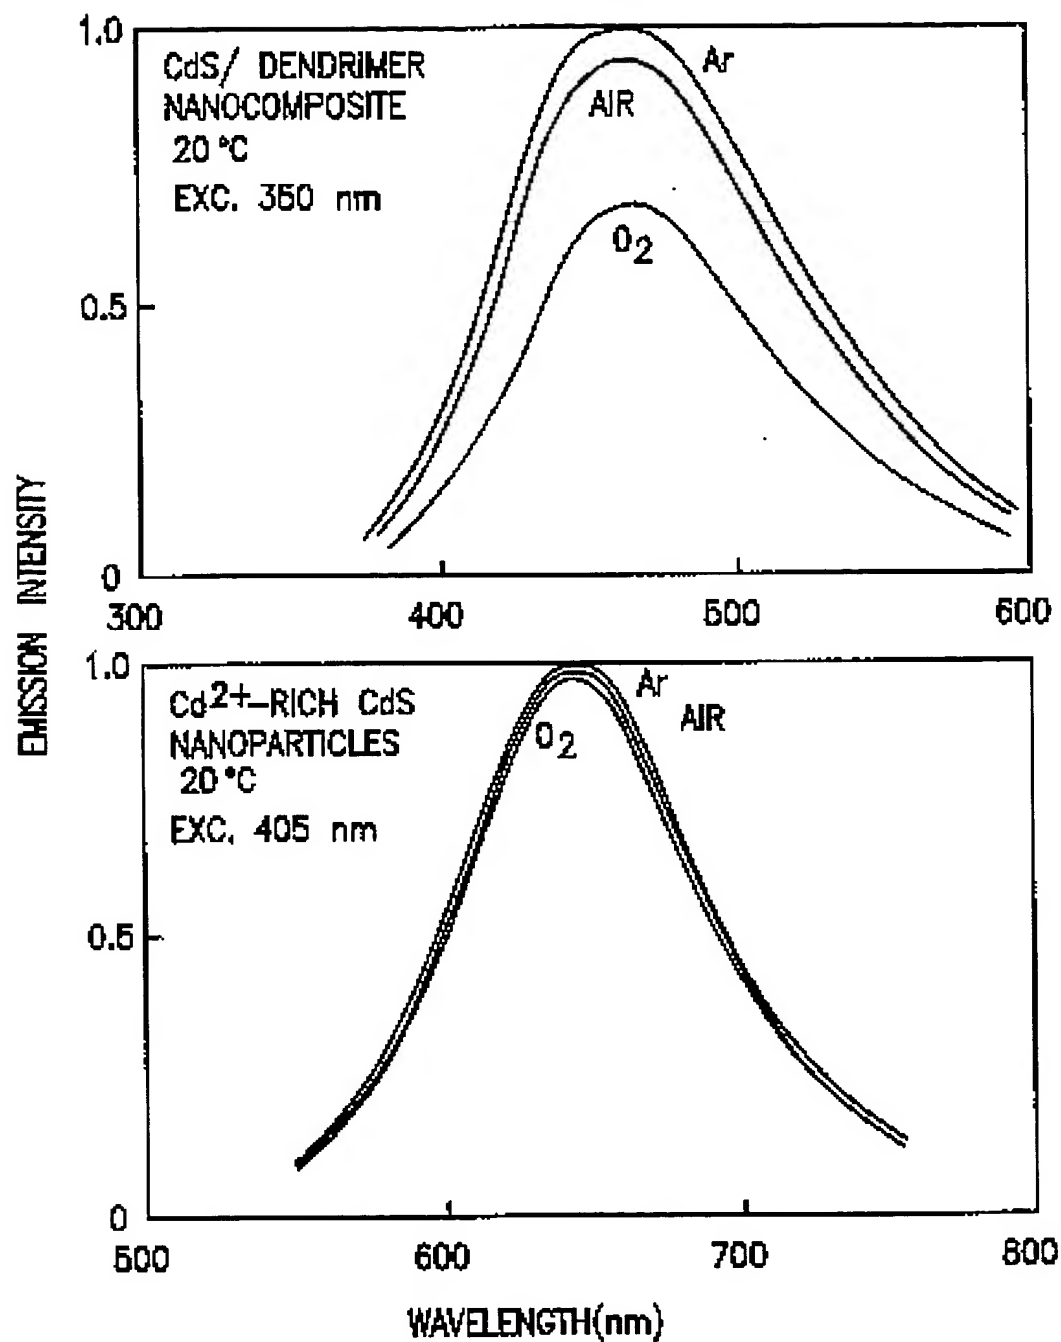 1.0
CdS/ DENDRIMER
NANOCOMPOSITE
20 °C
EXC. 350 nm
Ar
AIR
O2
0.5
0
300
400
500
600
EMISSION INTENSITY
1.0
Cd2+-RICH CdS
NANOPARTICLES
20 °C
EXC. 405 nm
Ar
AIR
O2
0.5
0
500
600
700
800
WAVELENGTH(nm)